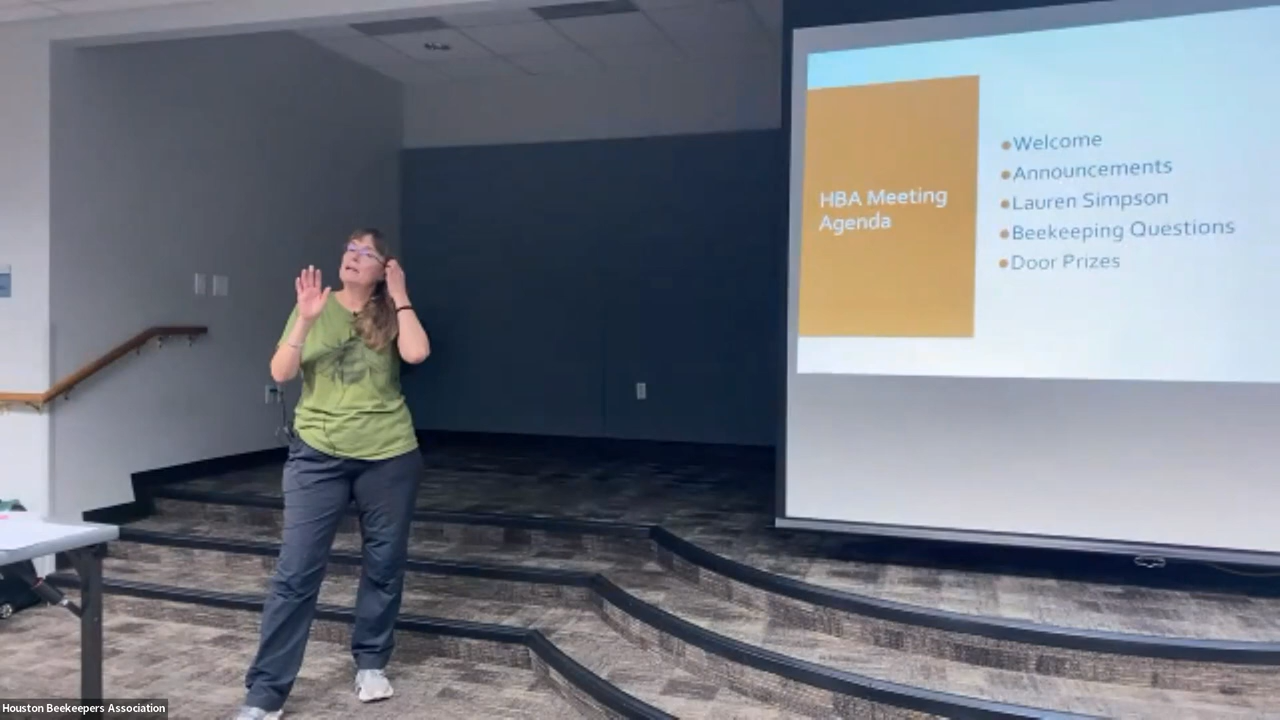 HBA Meeting
Agenda
Welcome
Announcements
Lauren Simpson
Beekeeping Questions
Door Prizes
Houston Beekeepers Association